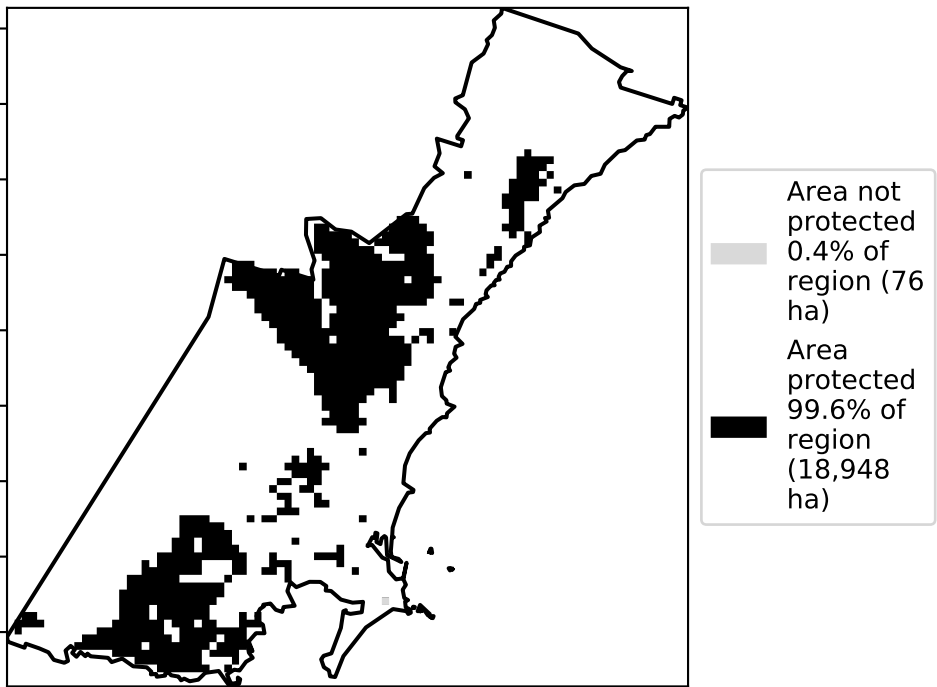 Area not
protected
0.4% of
region (76
ha)
Area
protected
99.6% of
region
(18,948
ha)